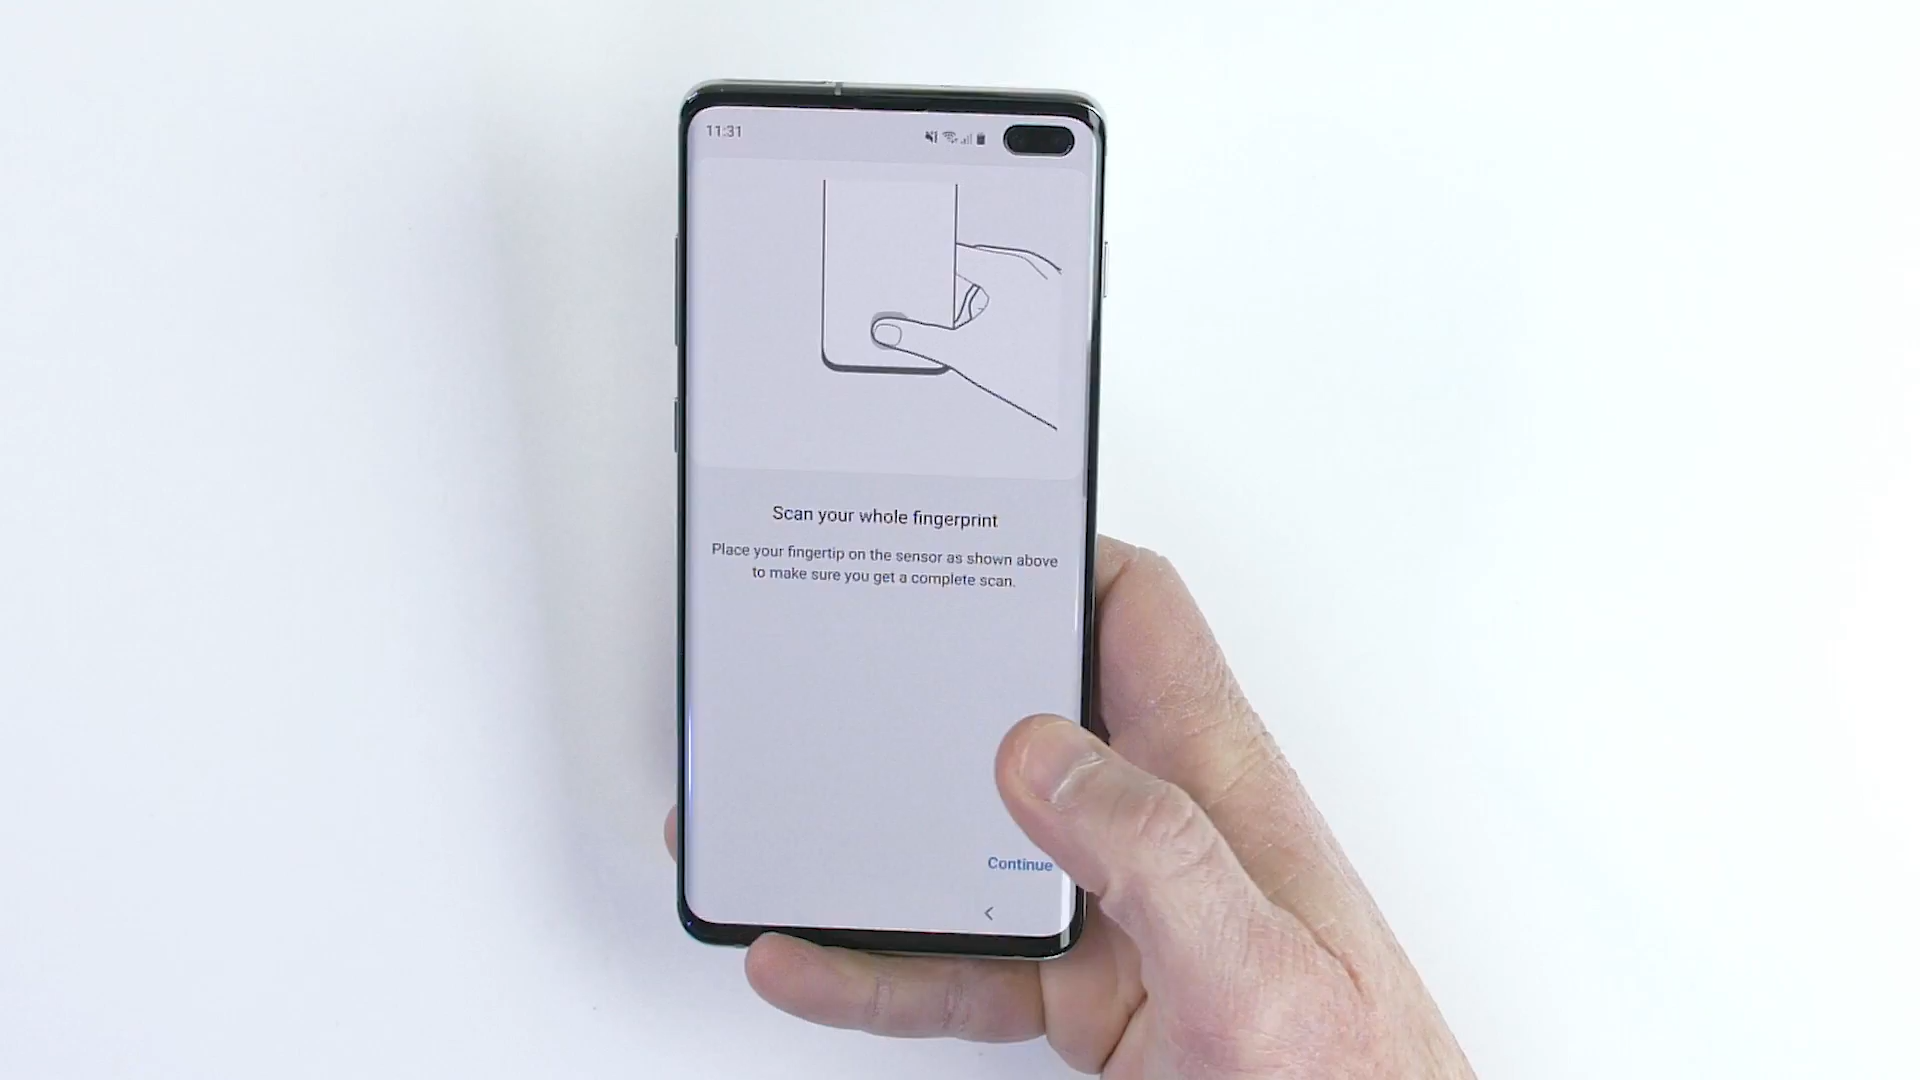 11:31
Scan your whole fingerprint
Place your fingertip on the sensor as shown above
to make sure you get a complete scan.
Continue